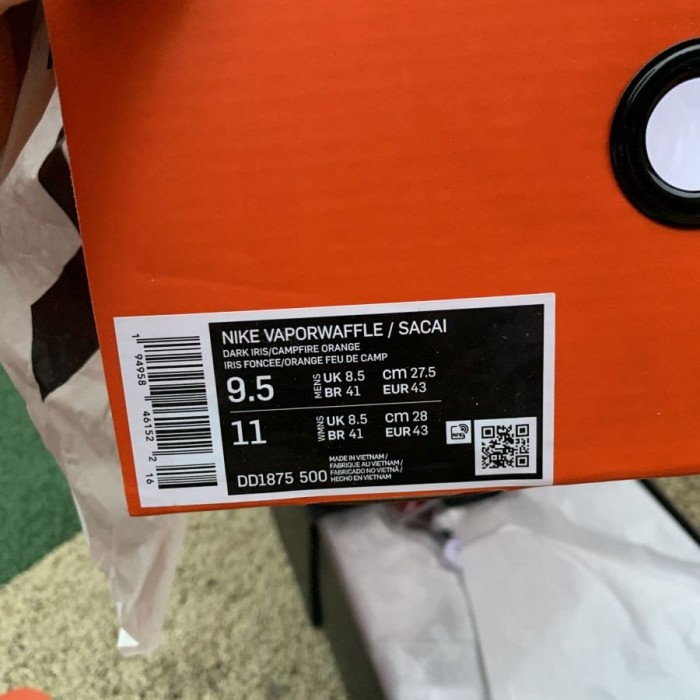 NIKE VAPORWAFFLE / SACAI
DARK IRIS/CAMPFIRE ORANGE
IRIS FONCEE/ORANGE FEU DE CAMP
9.5 MENS UK 8.5 cm 27.5
BR 41 EUR 43
11 WMNS UK 8.5 cm 28
BR 41 EUR 43
DD1875 500
MADE IN VIETNAM /
FABRIQUE AU VIETNAM /
FABRICADO NO VIETNÃ /
HECHO EN VIETNAM
1 94958 46152 2 16